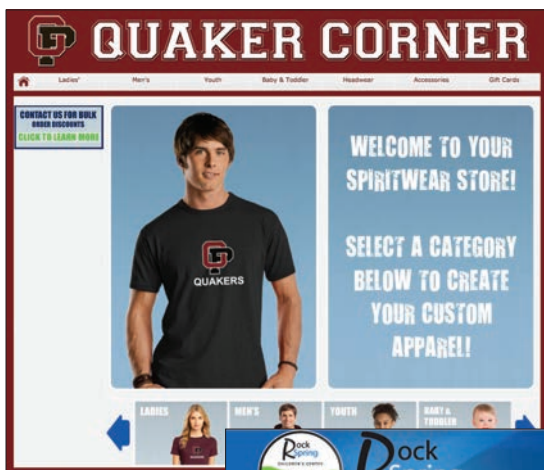 OP QUAKER CORNER
Ladies' Men's Youth Baby & Toddler Headwear Accessories Gift Cards
CONTACT US FOR BULK
ORDER DISCOUNTS
CLICK TO LEARN MORE
WELCOME TO YOUR
SPIRITWEAR STORE!
SELECT A CATEGORY
BELOW TO CREATE
YOUR CUSTOM
APPAREL!
OP
QUAKERS
LADIES
MEN'S
YOUTH
BABY &
TODDLER
Rock
Spring
Rock